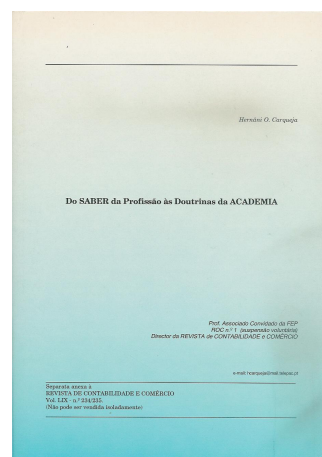 Hernâni O. Carqueja
Do SABER da Profissão às Doutrinas da ACADEMIA
Prof. Associado Convidado da FEP
ROC n.º 1 (suspensão voluntária)
Director da REVISTA de CONTABILIDADE e COMÉRCIO
Separata anexa à
REVISTA DE CONTABILIDADE E COMÉRCIO
Vol. LIX - n.º 234/235
(Não pode ser vendida isoladamente)